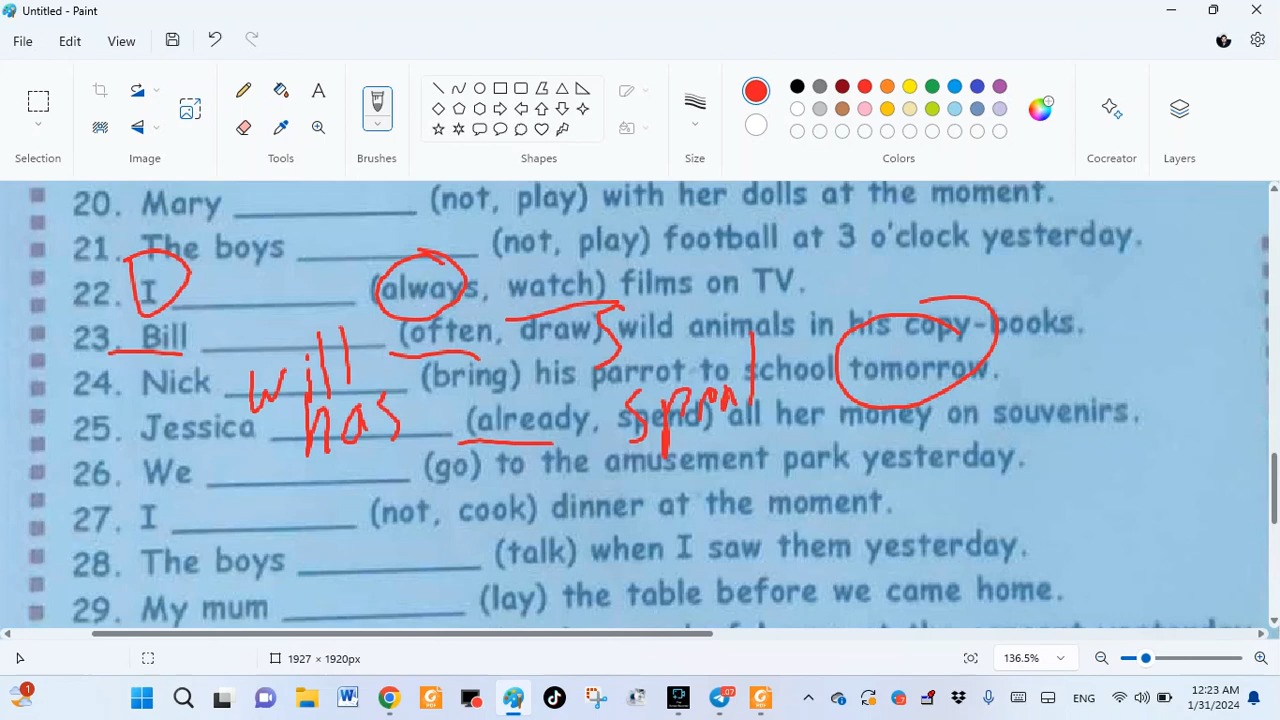 Untitled - Paint
File Edit View
Selection Image Tools Brushes Shapes Size Colors Cocreator Layers
20. Mary ____________ (not, play) with her dolls at the moment.
21. The boys ____________ (not, play) football at 3 o'clock yesterday.
22. I ____________ (always, watch) films on TV.
23. Bill ____________ (often, draw) wild animals in his copy-books.
24. Nick ____________ (bring) his parrot to school tomorrow.
will
25. Jessica ____________ (already, spend) all her money on souvenirs.
has
26. We ____________ (go) to the amusement park yesterday.
27. I ____________ (not, cook) dinner at the moment.
28. The boys ____________ (talk) when I saw them yesterday.
29. My mum ____________ (lay) the table before we came home.
1927 × 1920px 136.5%
1 07 ENG 12:23 AM
1/31/2024